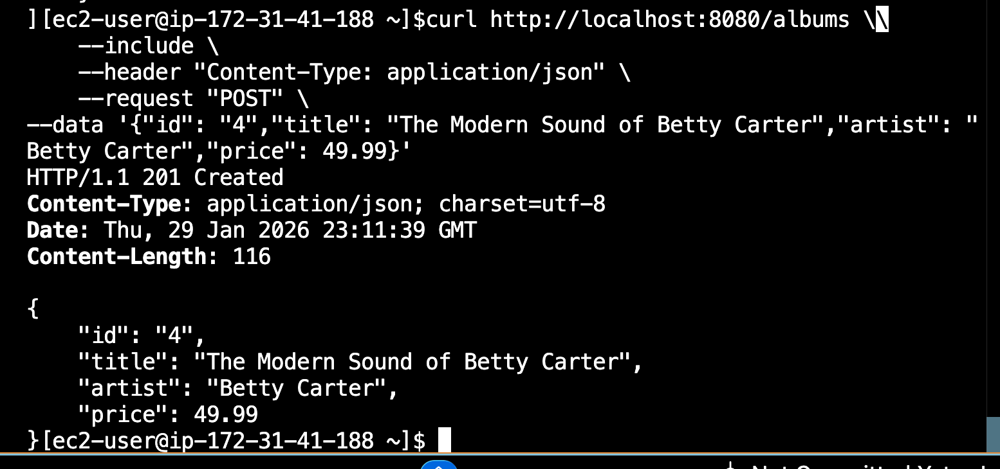 ][ec2-user@ip-172-31-41-188 ~]$curl http://localhost:8080/albums \\
    --include \
    --header "Content-Type: application/json" \
    --request "POST" \
--data '{"id": "4","title": "The Modern Sound of Betty Carter","artist": "
Betty Carter","price": 49.99}'
HTTP/1.1 201 Created
Content-Type: application/json; charset=utf-8
Date: Thu, 29 Jan 2026 23:11:39 GMT
Content-Length: 116

{
    "id": "4",
    "title": "The Modern Sound of Betty Carter",
    "artist": "Betty Carter",
    "price": 49.99
}[ec2-user@ip-172-31-41-188 ~]$